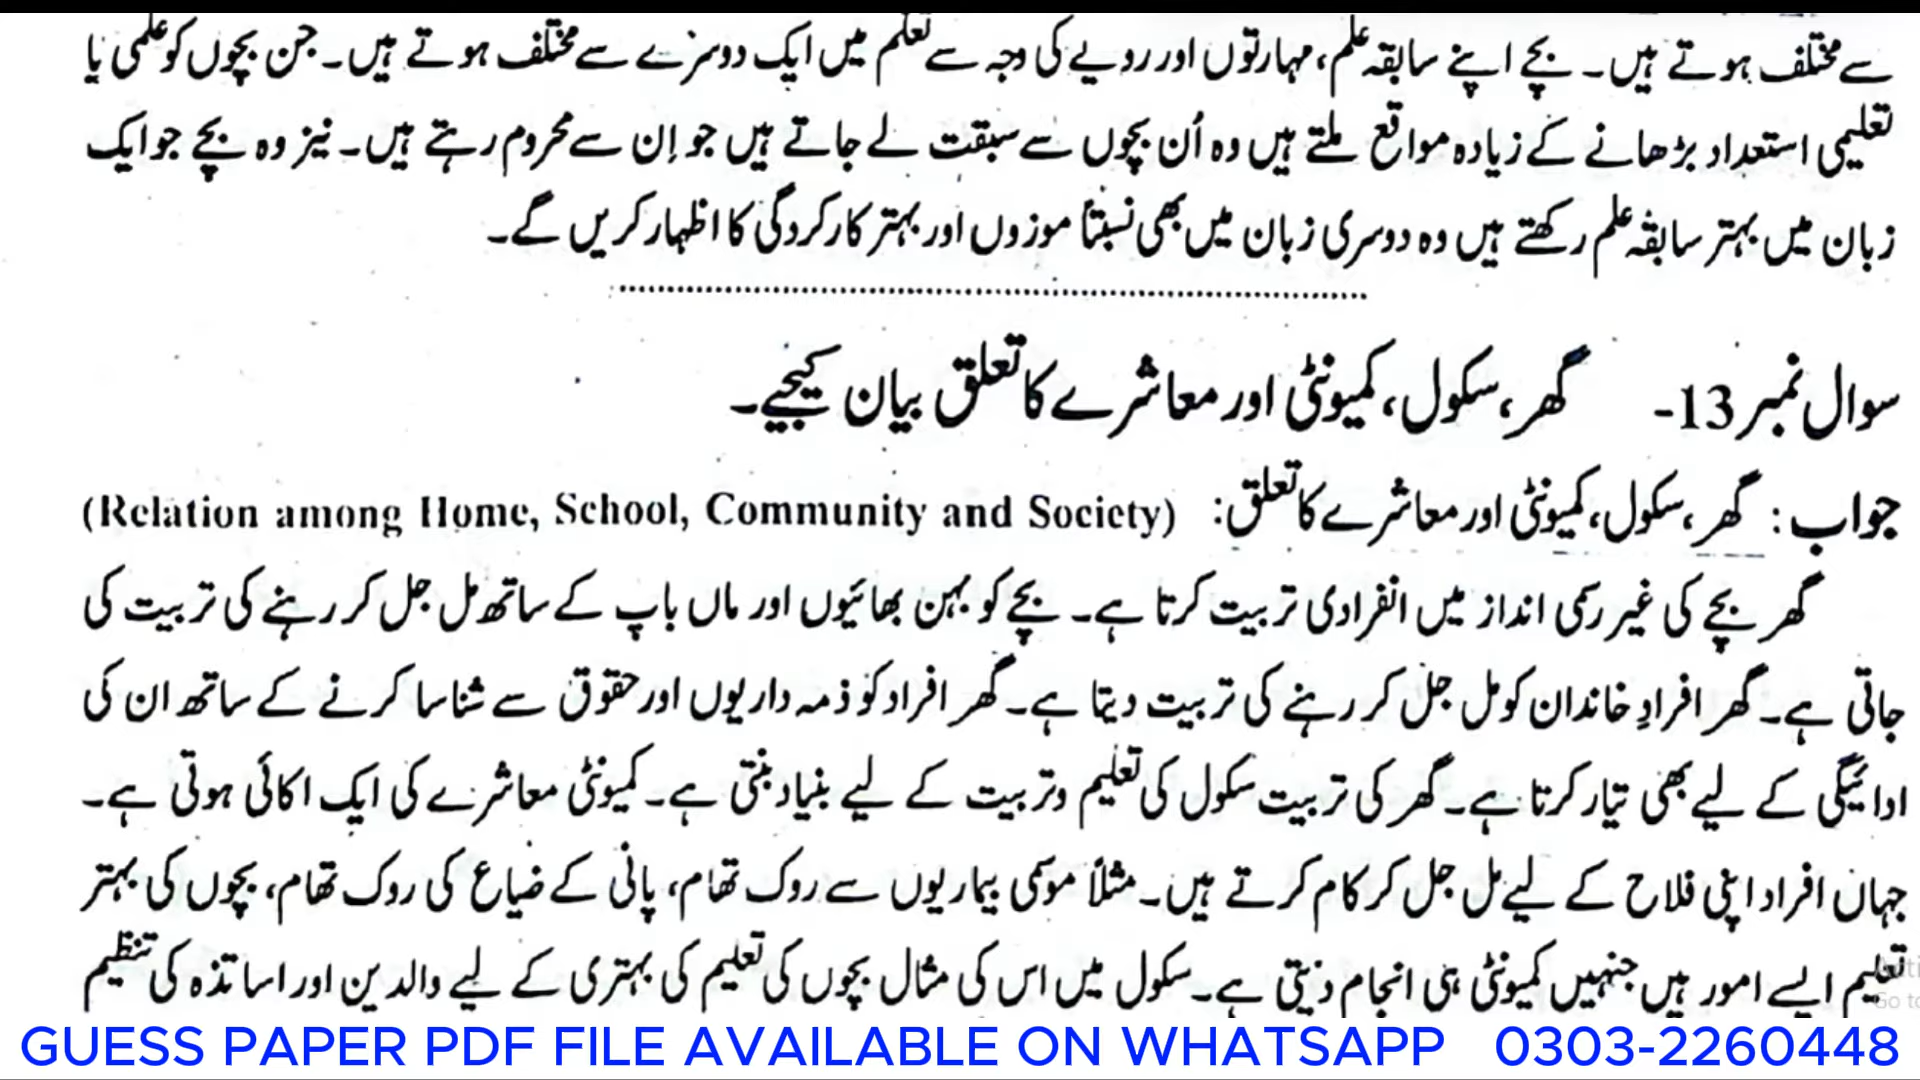 سے مختلف ہوتے ہیں۔ بچے اپنے سابقہ علم، مہارتوں اور رویے کی وجہ سے تعلم میں ایک دوسرے سے مختلف ہوتے ہیں۔ جن بچوں کو علمی یا
تعلیمی استعداد بڑھانے کے زیادہ مواقع ملتے ہیں وہ اُن بچوں سے سبقت لے جاتے ہیں جو اِن سے محروم رہتے ہیں۔ نیز وہ بچے جو ایک
زبان میں بہتر سابقہ علم رکھتے ہیں وہ دوسری زبان میں بھی نسبتاً موزوں اور بہتر کارکردگی کا اظہار کریں گے۔
سوال نمبر 13- گھر، سکول، کمیونٹی اور معاشرے کا تعلق بیان کیجیے۔
جواب: گھر، سکول، کمیونٹی اور معاشرے کا تعلق: (Relation among Home, School, Community and Society)
گھر بچے کی غیر رسمی انداز میں انفرادی تربیت کرتا ہے۔ بچے کو بہن بھائیوں اور ماں باپ کے ساتھ مل جل کر رہنے کی تربیت کی
جاتی ہے۔ گھر افرادِ خاندان کو مل جل کر رہنے کی تربیت دیتا ہے۔ گھر افراد کو ذمہ داریوں اور حقوق سے شناسا کرنے کے ساتھ ان کی
ادائیگی کے لیے بھی تیار کرتا ہے۔ گھر کی تربیت سکول کی تعلیم وتربیت کے لیے بنیاد بنتی ہے۔ کمیونٹی معاشرے کی ایک اکائی ہوتی ہے۔
جہاں افراد اپنی فلاح کے لیے مل جل کر کام کرتے ہیں۔ مثلاً موسمی بیماریوں سے روک تھام، پانی کے ضیاع کی روک تھام، بچوں کی بہتر
تعلیم ایسے امور ہیں جنہیں کمیونٹی ہی انجام دیتی ہے۔ سکول میں اس کی مثال بچوں کی تعلیم کی بہتری کے لیے والدین اور اساتذہ کی تنظیم
GUESS PAPER PDF FILE AVAILABLE ON WHATSAPP 0303-2260448